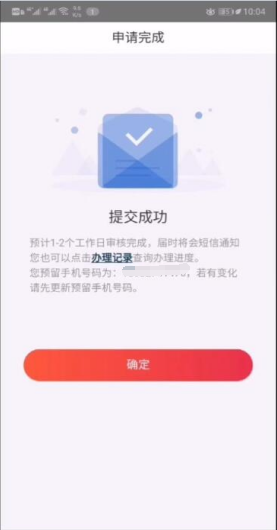 10:04
申请完成
提交成功
预计1-2个工作日审核完成，届时将会短信通知
您也可以点击办理记录查询办理进度。
您预留手机号码为：，若有变化
请先更新预留手机号码。
确定